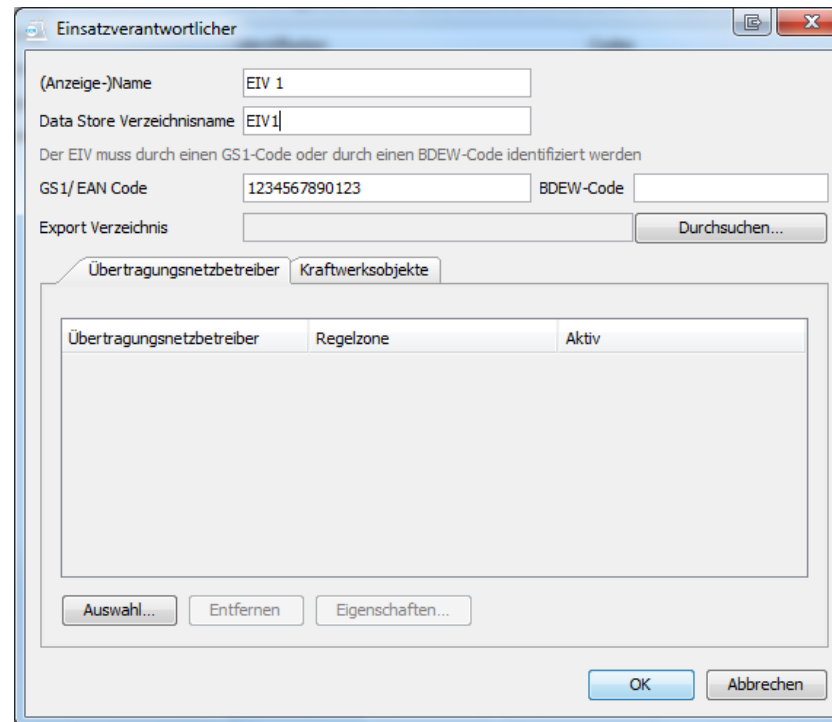 Einsatzverantwortlicher
(Anzeige-)Name EIV 1
Data Store Verzeichnisname EIV1
Der EIV muss durch einen GS1-Code oder durch einen BDEW-Code identifiziert werden
GS1/ EAN Code 1234567890123 BDEW-Code
Export Verzeichnis Durchsuchen...
Übertragungsnetzbetreiber Kraftwerksobjekte
Übertragungsnetzbetreiber Regelzone Aktiv
Auswahl... Entfernen Eigenschaften...
OK Abbrechen